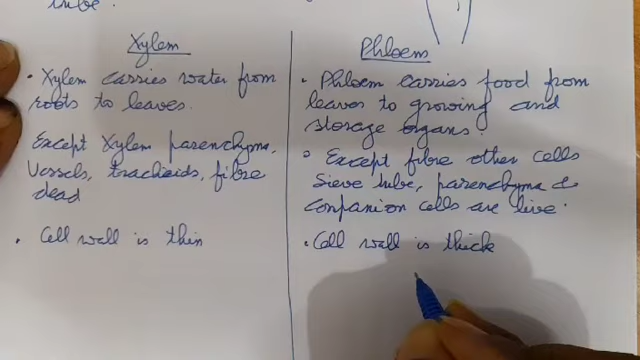 tube.
Xylem
• Xylem carries water from
roots to leaves.
Except Xylem parenchyma,
Vessels, tracheids, fibre
dead
• Cell wall is thin
Phloem
• Phloem carries food from
leaves to growing and
storage organs.
• Except fibre other cells
Sieve tube, parenchyma &
Companion cells are live.
• Cell wall is thick